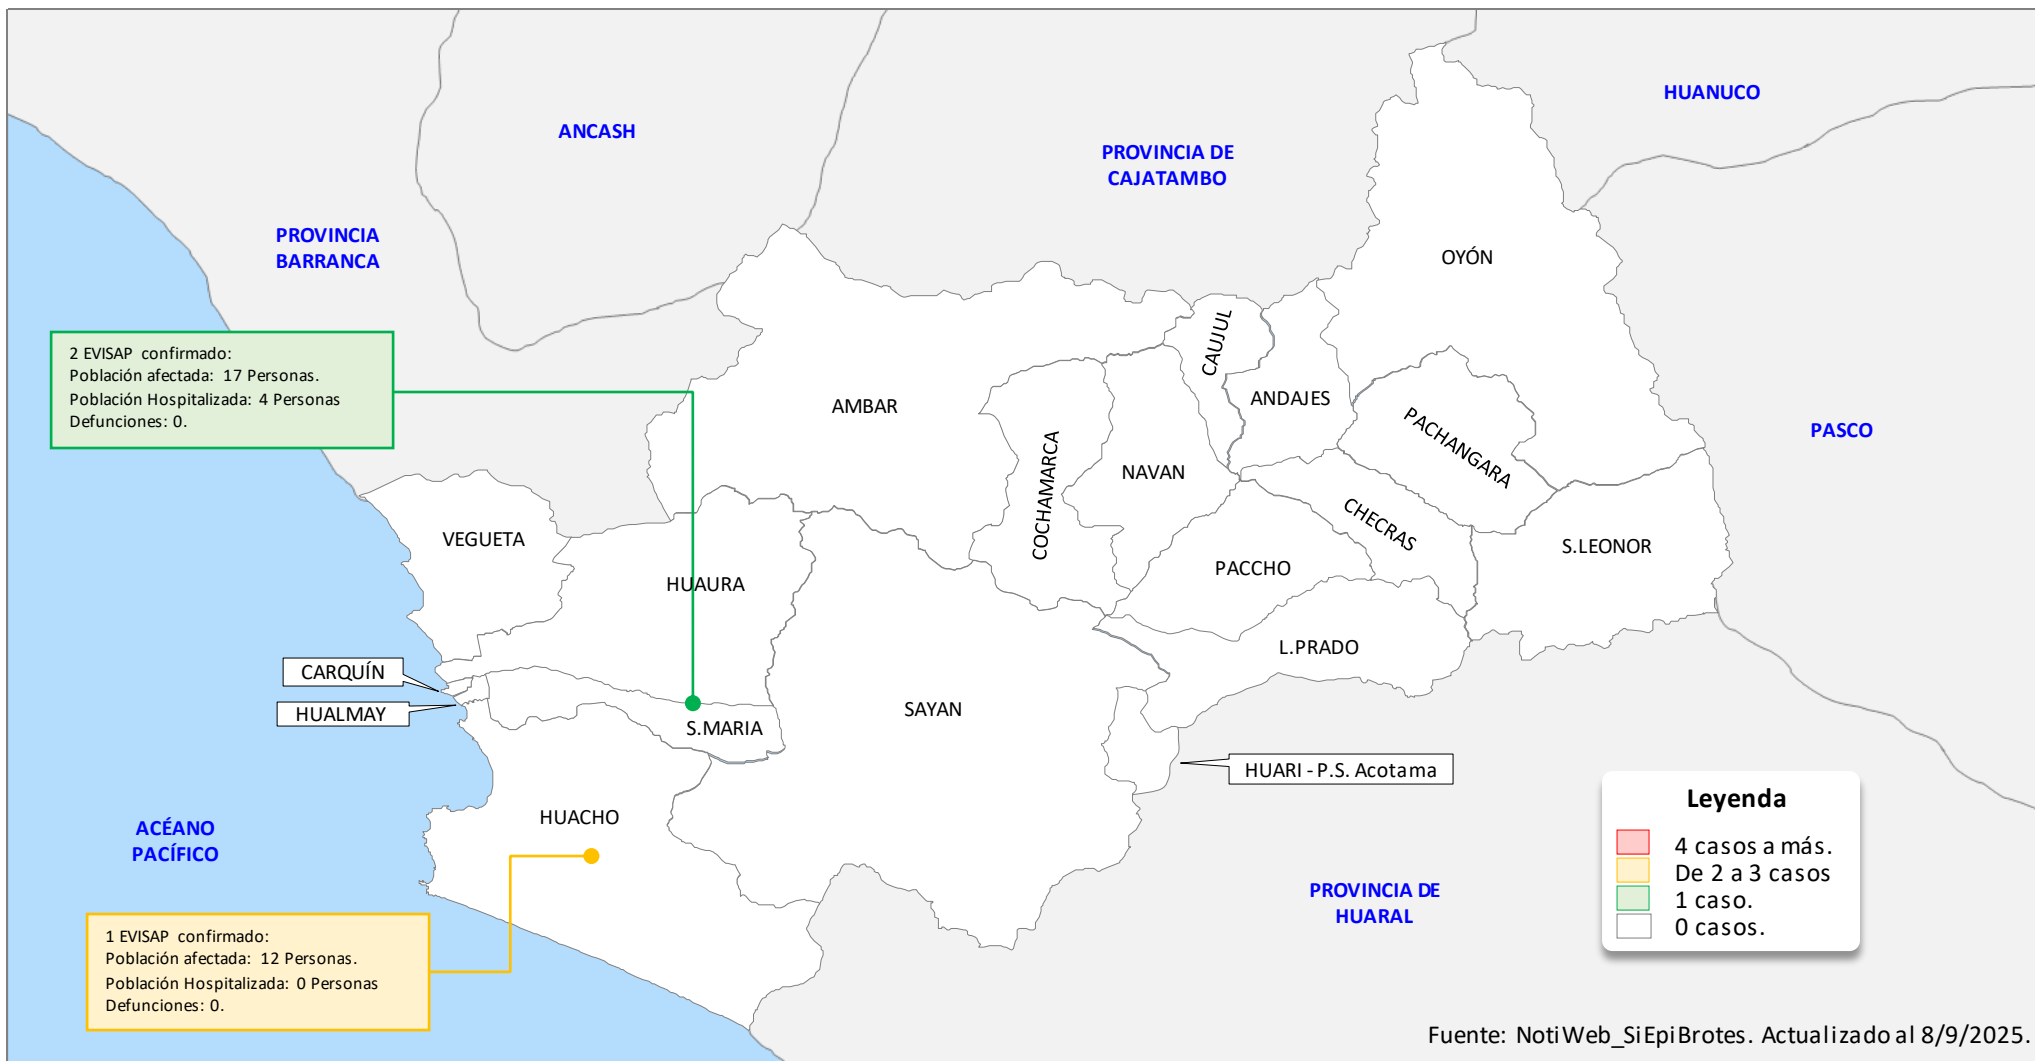 HUANUCO
ANCASH
PROVINCIA DE
CAJATAMBO
PROVINCIA
BARRANCA
OYÓN
2 EVISAP confirmado:
Población afectada: 17 Personas.
Población Hospitalizada: 4 Personas
Defunciones: 0.
CAUJUL
ANDAJES
AMBAR
PACHANGARA
PASCO
COCHAMARCA
NAVAN
CHECRAS
VEGUETA
S.LEONOR
HUAURA
PACCHO
L.PRADO
CARQUÍN
HUALMAY
SAYAN
S.MARIA
HUARI - P.S. Acotama
HUACHO
ACÉANO
PACÍFICO
Leyenda
4 casos a más.
De 2 a 3 casos
1 caso.
0 casos.
PROVINCIA DE
HUARAL
1 EVISAP confirmado:
Población afectada: 12 Personas.
Población Hospitalizada: 0 Personas
Defunciones: 0.
Fuente: NotiWeb_SiEpiBrotes. Actualizado al 8/9/2025.